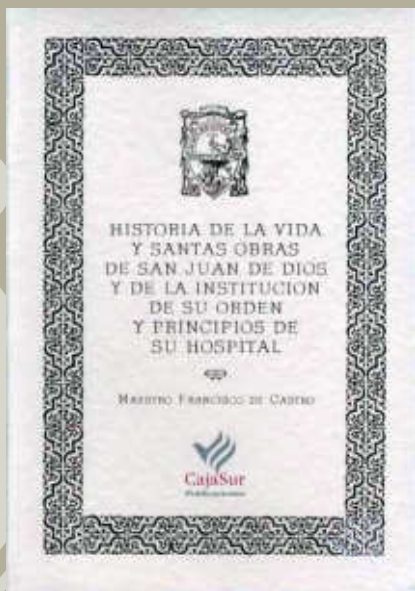 HISTORIA DE LA VIDA
Y SANTAS OBRAS
DE SAN JUAN DE DIOS
Y DE LA INSTITUCION
DE SU ORDEN
Y PRINCIPIOS DE
SU HOSPITAL
MAESTRO FRANCISCO DE CASTRO
CajaSur
Publicaciones